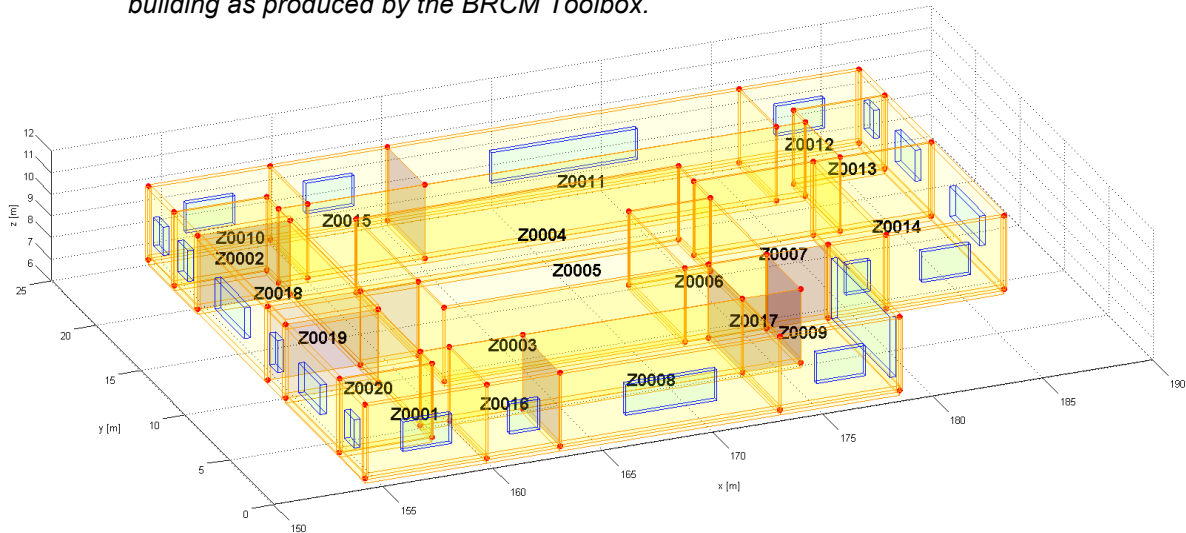 building as produced by the BRCM Toolbox.
12
11
10
9
8
7
6
z [m]
25
20
15
10
5
0
y [m]
150
155
160
165
170
175
180
185
190
x [m]
Z0012
Z0013
Z0011
Z0015
Z0014
Z0010
Z0004
Z0002
Z0007
Z0005
Z0006
Z0018
Z0017
Z0009
Z0019
Z0003
Z0008
Z0020
Z0016
Z0001